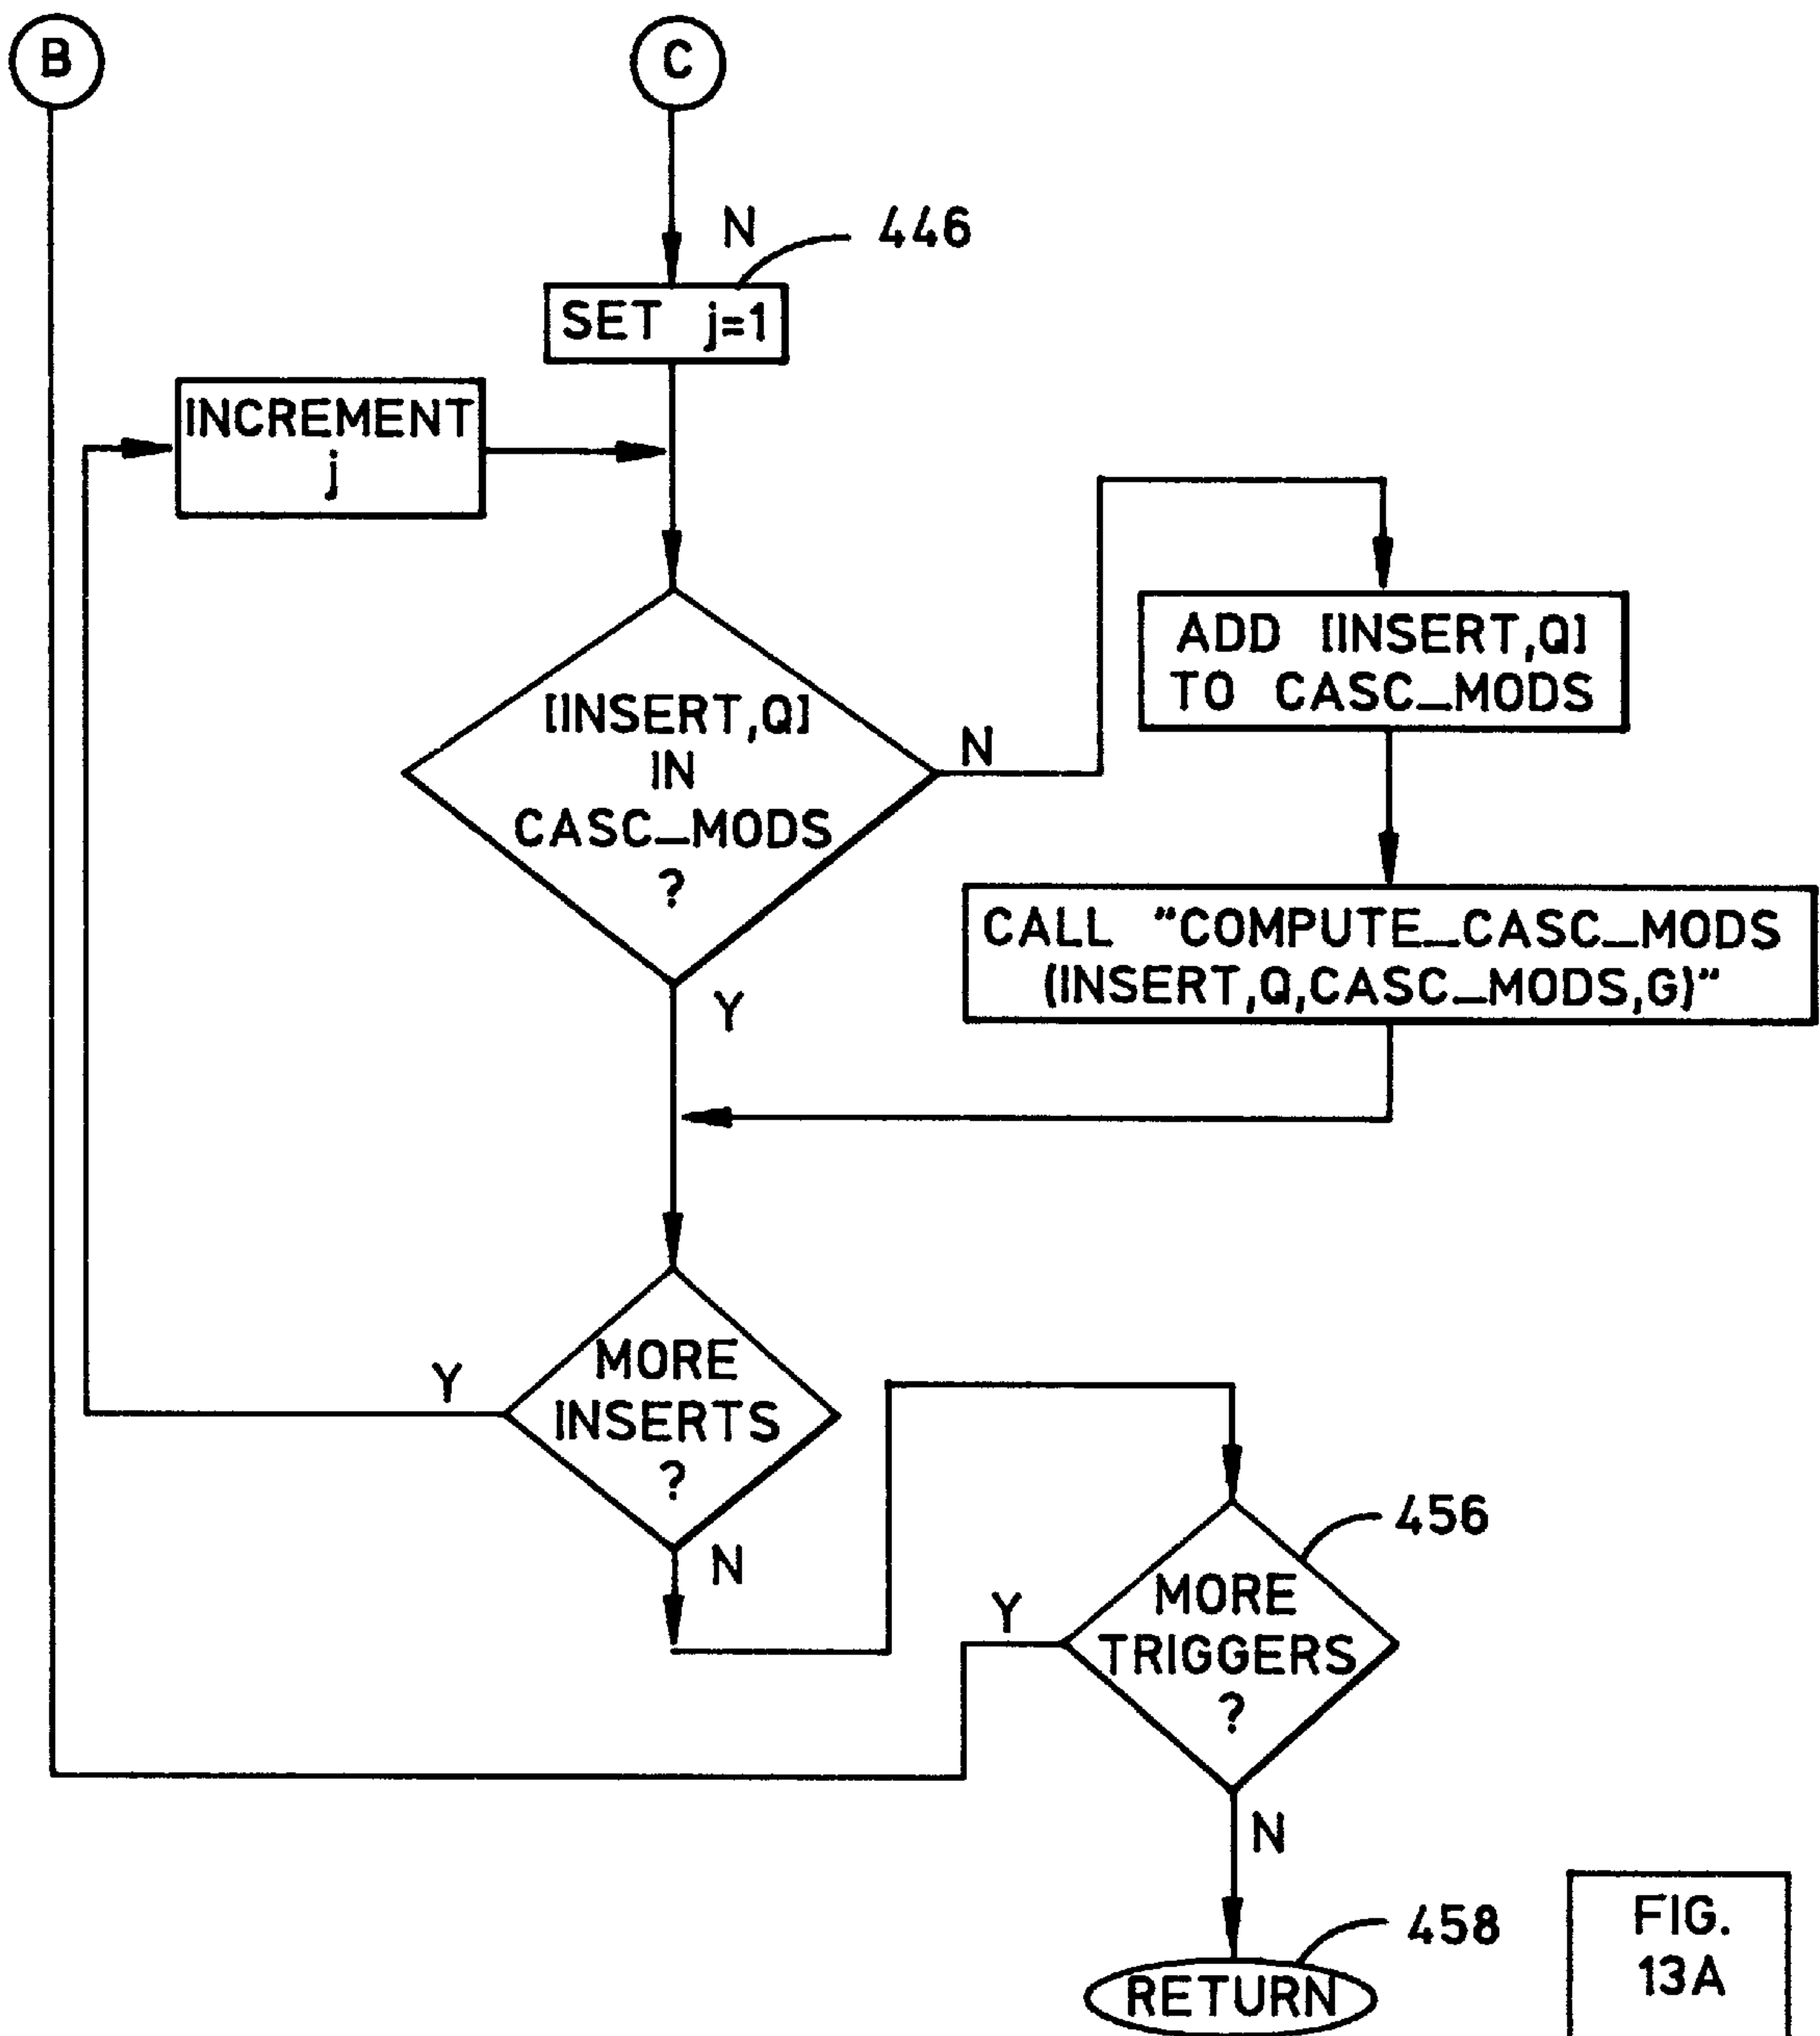 B
C
N
446
SET j=1
INCREMENT
j
[INSERT,Q]
IN
CASC_MODS
?
N
ADD [INSERT,Q]
TO CASC_MODS
CALL "COMPUTE_CASC_MODS
(INSERT,Q,CASC_MODS,G)"
Y
MORE
INSERTS
?
Y
N
456
MORE
TRIGGERS
?
Y
N
458
RETURN
FIG.
13A